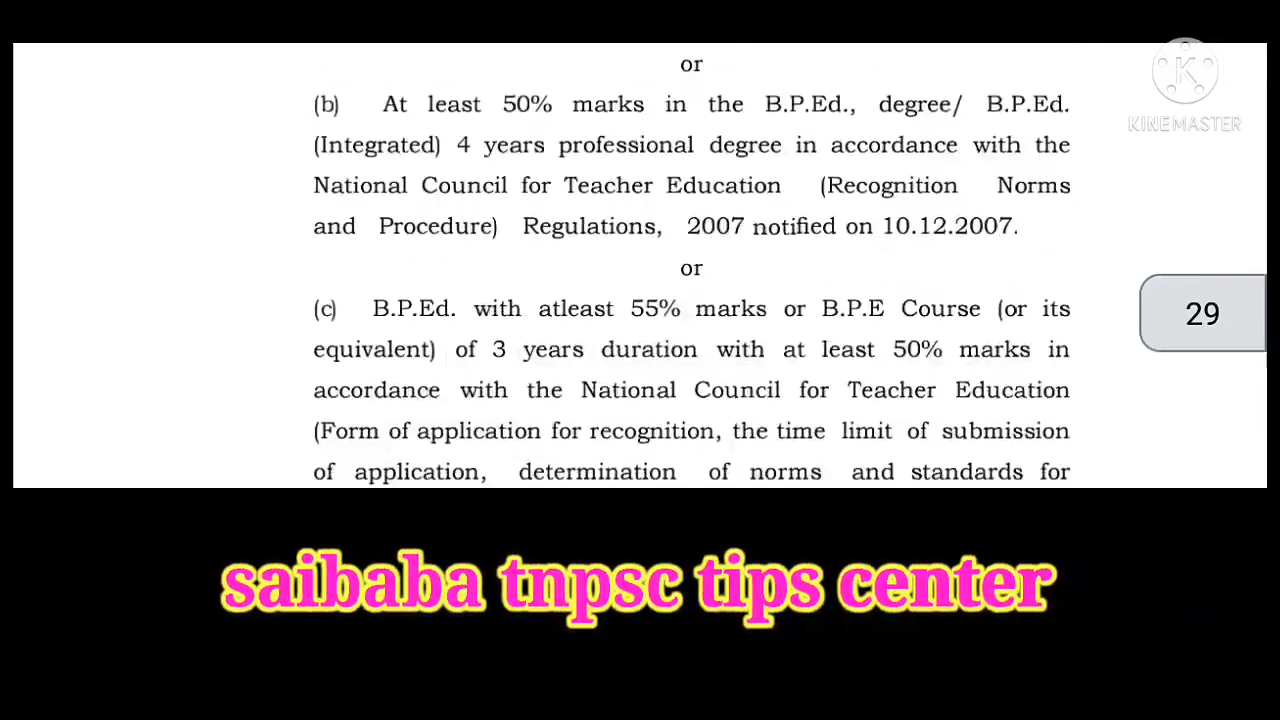 or
(b) At least 50% marks in the B.P.Ed., degree/ B.P.Ed.
(Integrated) 4 years professional degree in accordance with the
National Council for Teacher Education (Recognition Norms
and Procedure) Regulations, 2007 notified on 10.12.2007.
or
(c) B.P.Ed. with atleast 55% marks or B.P.E Course (or its
equivalent) of 3 years duration with at least 50% marks in
accordance with the National Council for Teacher Education
(Form of application for recognition, the time limit of submission
of application, determination of norms and standards for
29
K
KINEMASTER
saibaba tnpsc tips center